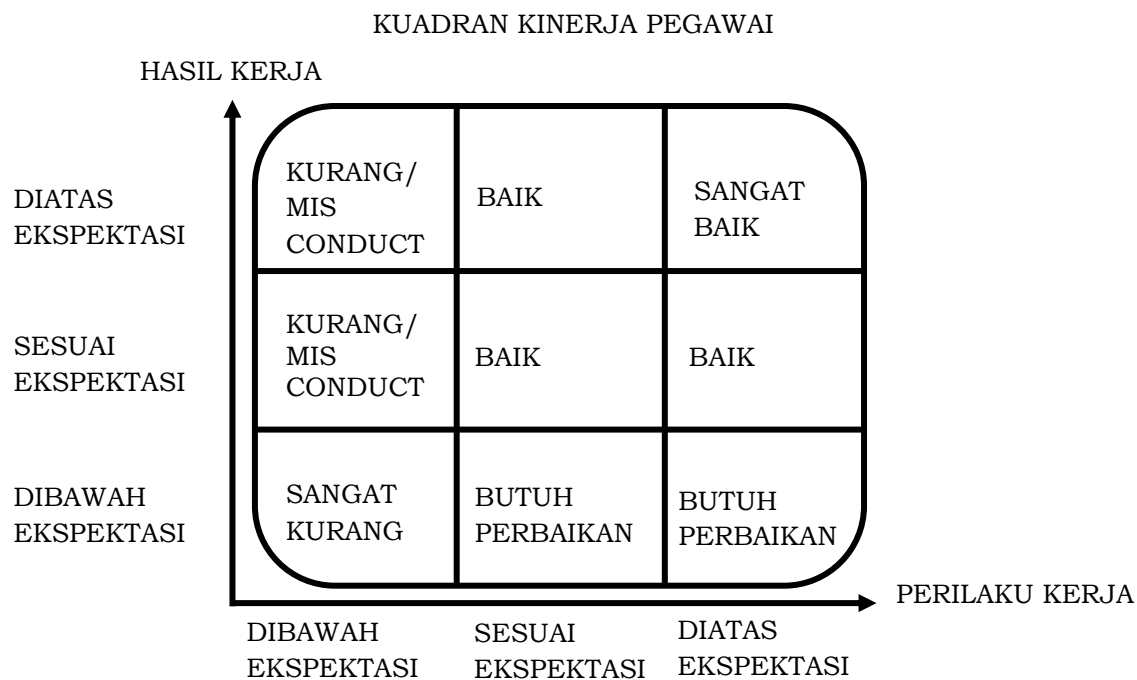 KUADRAN KINERJA PEGAWAI
HASIL KERJA
DIATAS
EKSPEKTASI
KURANG/
MIS
CONDUCT
BAIK
SANGAT
BAIK
SESUAI
EKSPEKTASI
KURANG/
MIS
CONDUCT
BAIK
BAIK
DIBAWAH
EKSPEKTASI
SANGAT
KURANG
BUTUH
PERBAIKAN
BUTUH
PERBAIKAN
PERILAKU KERJA
DIBAWAH
EKSPEKTASI
SESUAI
EKSPEKTASI
DIATAS
EKSPEKTASI